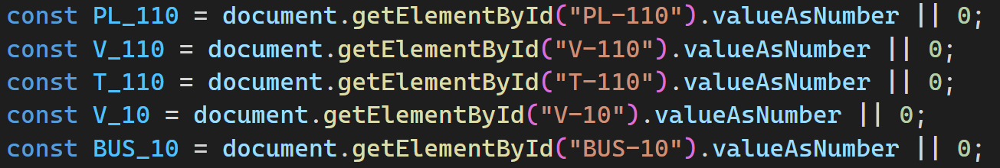 const PL_110 = document.getElementById("PL-110").valueAsNumber || 0;
const V_110 = document.getElementById("V-110").valueAsNumber || 0;
const T_110 = document.getElementById("T-110").valueAsNumber || 0;
const V_10 = document.getElementById("V-10").valueAsNumber || 0;
const BUS_10 = document.getElementById("BUS-10").valueAsNumber || 0;